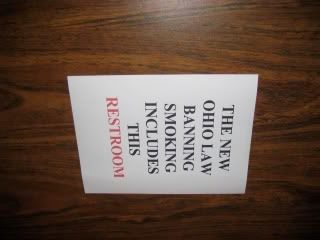 THE NEW
OHIO LAW
BANNING
SMOKING
INCLUDES
THIS
RESTROOM